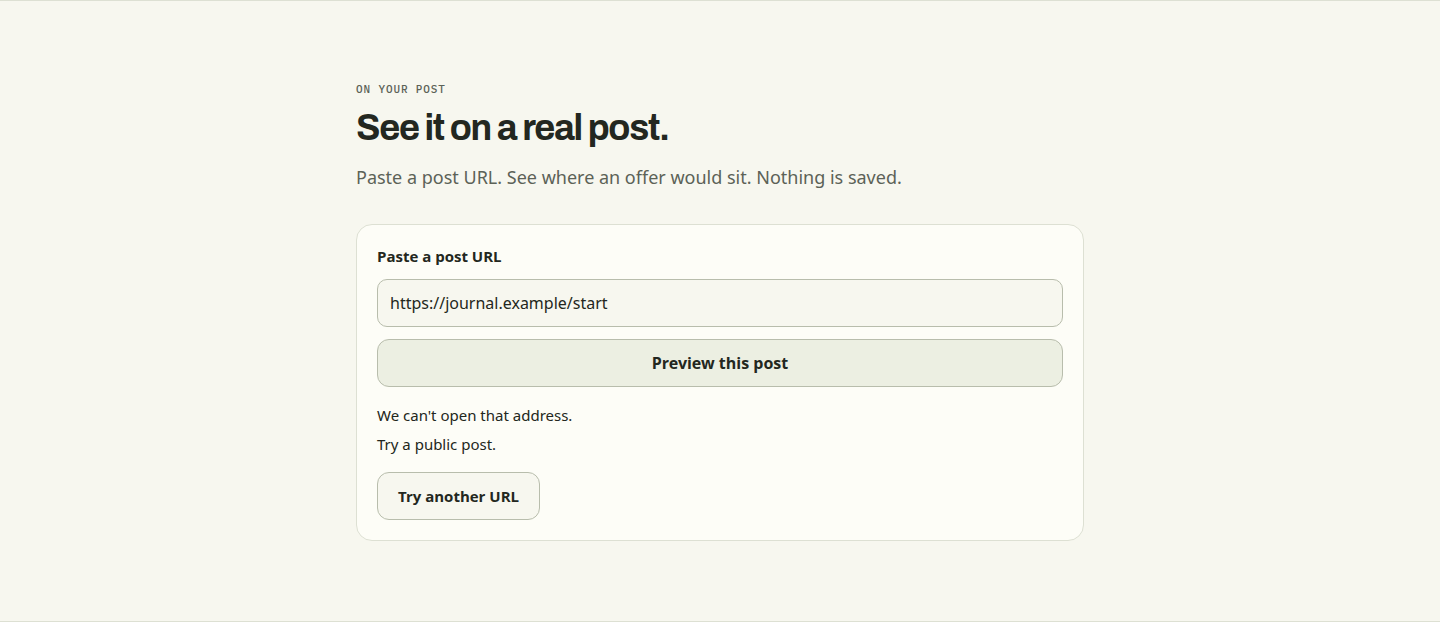 ON YOUR POST
See it on a real post.
Paste a post URL. See where an offer would sit. Nothing is saved.
Paste a post URL
https://journal.example/start
Preview this post
We can't open that address.
Try a public post.
Try another URL